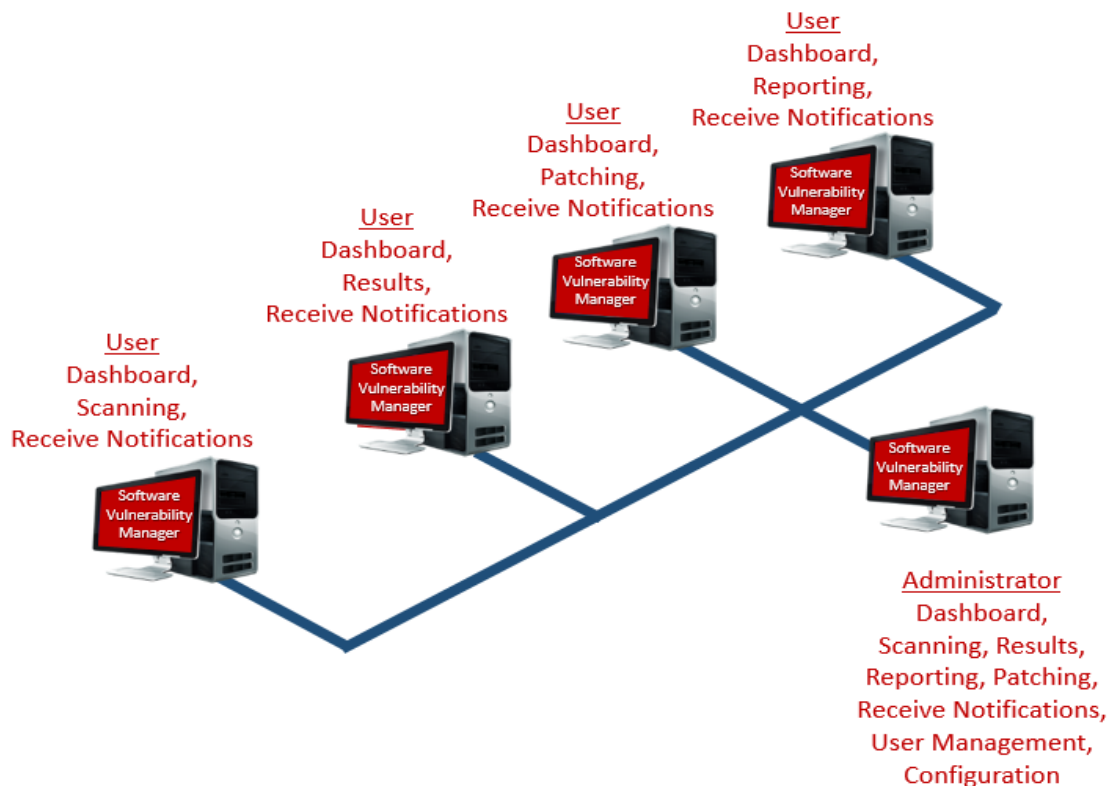 User
Dashboard,
Reporting,
Receive Notifications
Software
Vulnerability
Manager
User
Dashboard,
Patching,
Receive Notifications
Software
Vulnerability
Manager
User
Dashboard,
Results,
Receive Notifications
Software
Vulnerability
Manager
User
Dashboard,
Scanning,
Receive Notifications
Software
Vulnerability
Manager
Software
Vulnerability
Manager
Administrator
Dashboard,
Scanning, Results,
Reporting, Patching,
Receive Notifications,
User Management,
Configuration